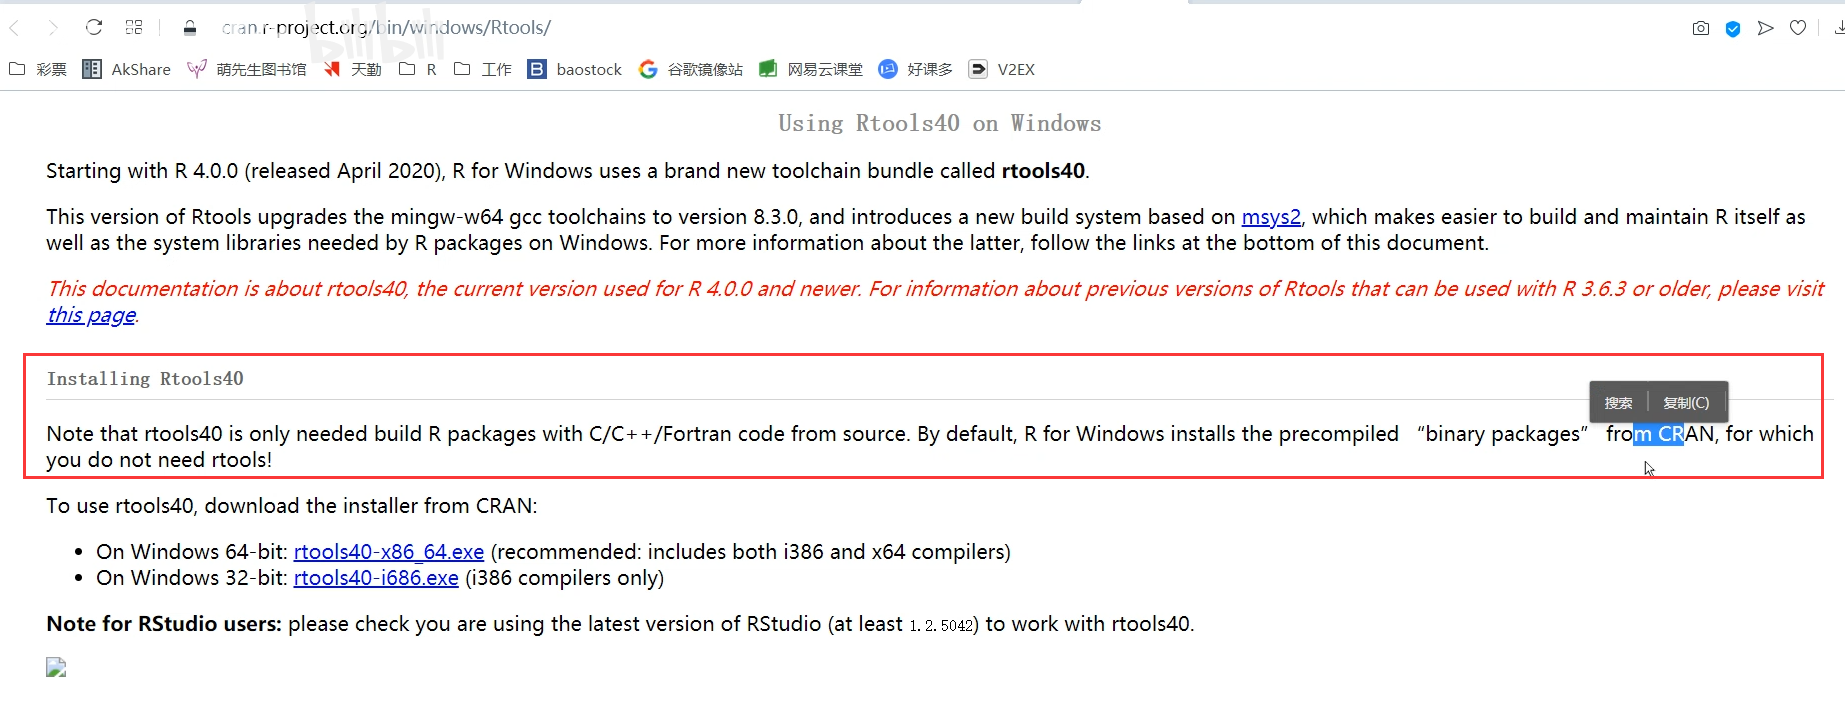 cran.r-project.org/bin/windows/Rtools/
bilibili
彩票 AkShare 萌先生图书馆 天勤 R 工作 baostock 谷歌镜像站 网易云课堂 好课多 V2EX
Using Rtools40 on Windows
Starting with R 4.0.0 (released April 2020), R for Windows uses a brand new toolchain bundle called rtools40.
This version of Rtools upgrades the mingw-w64 gcc toolchains to version 8.3.0, and introduces a new build system based on msys2, which makes easier to build and maintain R itself as
well as the system libraries needed by R packages on Windows. For more information about the latter, follow the links at the bottom of this document.
This documentation is about rtools40, the current version used for R 4.0.0 and newer. For information about previous versions of Rtools that can be used with R 3.6.3 or older, please visit
this page.
Installing Rtools40
搜索 复制(C)
Note that rtools40 is only needed build R packages with C/C++/Fortran code from source. By default, R for Windows installs the precompiled “binary packages” from CRAN, for which
you do not need rtools!
To use rtools40, download the installer from CRAN:
• On Windows 64-bit: rtools40-x86_64.exe (recommended: includes both i386 and x64 compilers)
• On Windows 32-bit: rtools40-i686.exe (i386 compilers only)
Note for RStudio users: please check you are using the latest version of RStudio (at least 1.2.5042) to work with rtools40.